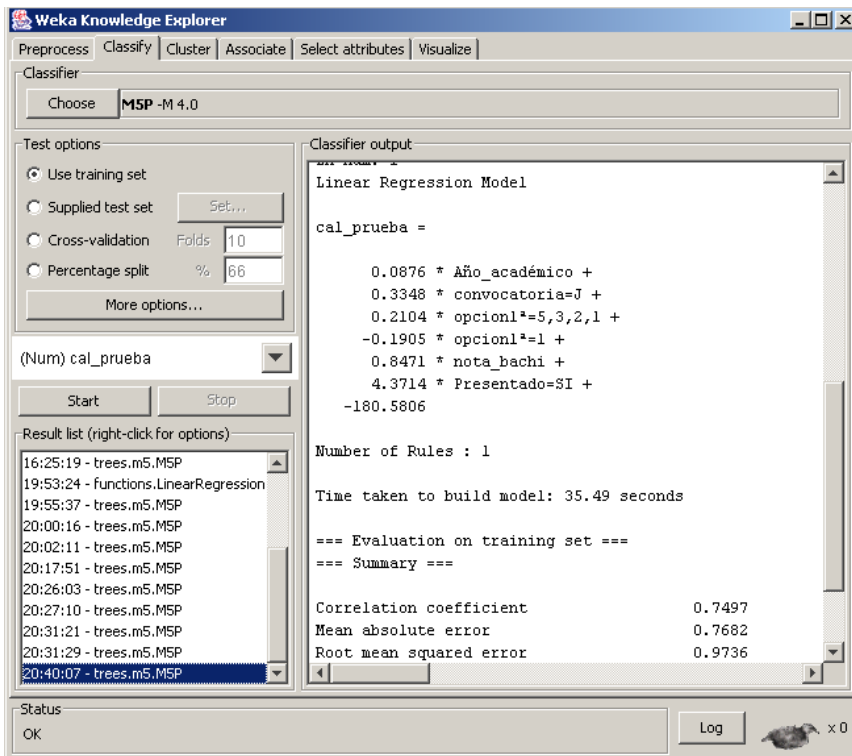 Weka Knowledge Explorer
Preprocess Classify Cluster Associate Select attributes Visualize
Classifier
Choose M5P -M 4.0
Test options
Use training set
Supplied test set Set...
Cross-validation Folds 10
Percentage split % 66
More options...
(Num) cal_prueba
Start Stop
Result list (right-click for options)
16:25:19 - trees.m5.M5P
19:53:24 - functions.LinearRegression
19:55:37 - trees.m5.M5P
20:00:16 - trees.m5.M5P
20:02:11 - trees.m5.M5P
20:17:51 - trees.m5.M5P
20:26:03 - trees.m5.M5P
20:27:10 - trees.m5.M5P
20:31:21 - trees.m5.M5P
20:31:29 - trees.m5.M5P
20:40:07 - trees.m5.M5P
Classifier output
Linear Regression Model
cal_prueba =
0.0876 * Año_académico +
0.3348 * convocatoria=J +
0.2104 * opcion1ª=5,3,2,1 +
-0.1905 * opcion1ª=1 +
0.8471 * nota_bachi +
4.3714 * Presentado=SI +
-180.5806
Number of Rules : 1
Time taken to build model: 35.49 seconds
=== Evaluation on training set ===
=== Summary ===
Correlation coefficient 0.7497
Mean absolute error 0.7682
Root mean squared error 0.9736
Status
OK
Log x 0